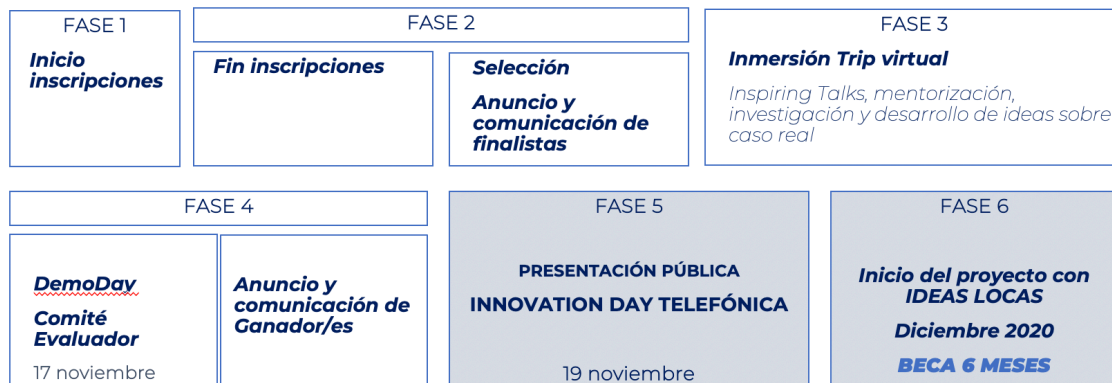 FASE 1
Inicio
inscripciones
FASE 2
Fin inscripciones
Selección
Anuncio y
comunicación de
finalistas
FASE 3
Inmersión Trip virtual
Inspiring Talks, mentorización,
investigación y desarrollo de ideas sobre
caso real
FASE 4
DemoDay
Comité
Evaluador
17 noviembre
Anuncio y
comunicación de
Ganador/es
FASE 5
PRESENTACIÓN PÚBLICA
INNOVATION DAY TELEFÓNICA
19 noviembre
FASE 6
Inicio del proyecto con
IDEAS LOCAS
Diciembre 2020
BECA 6 MESES